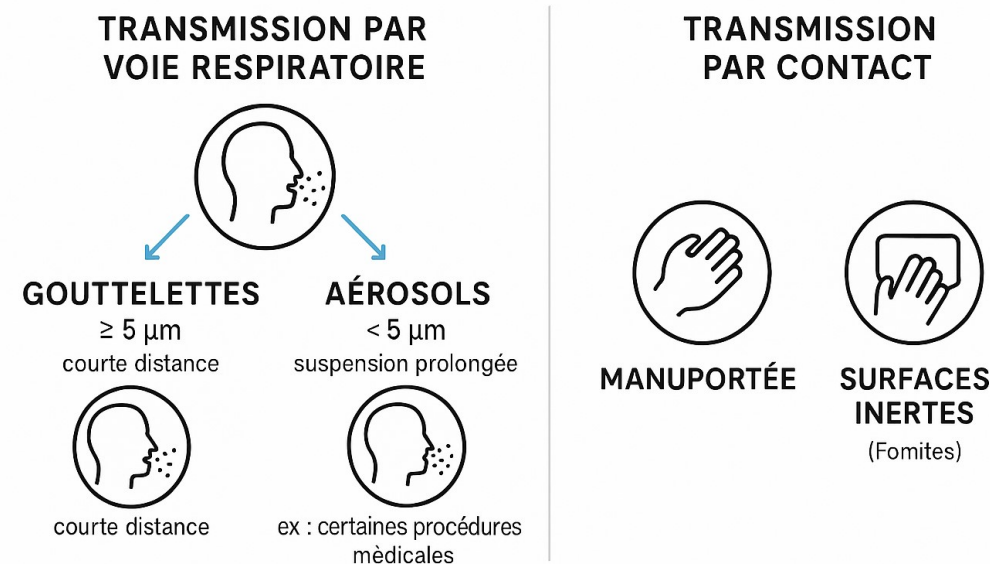 TRANSMISSION PAR
VOIE RESPIRATOIRE
GOUTTELETTES
≥ 5 µm
courte distance
courte distance
AÉROSOLS
< 5 µm
suspension prolongée
ex : certaines procédures
mèdicales
TRANSMISSION
PAR CONTACT
MANUPORTÉE
SURFACES
INERTES
(Fomites)